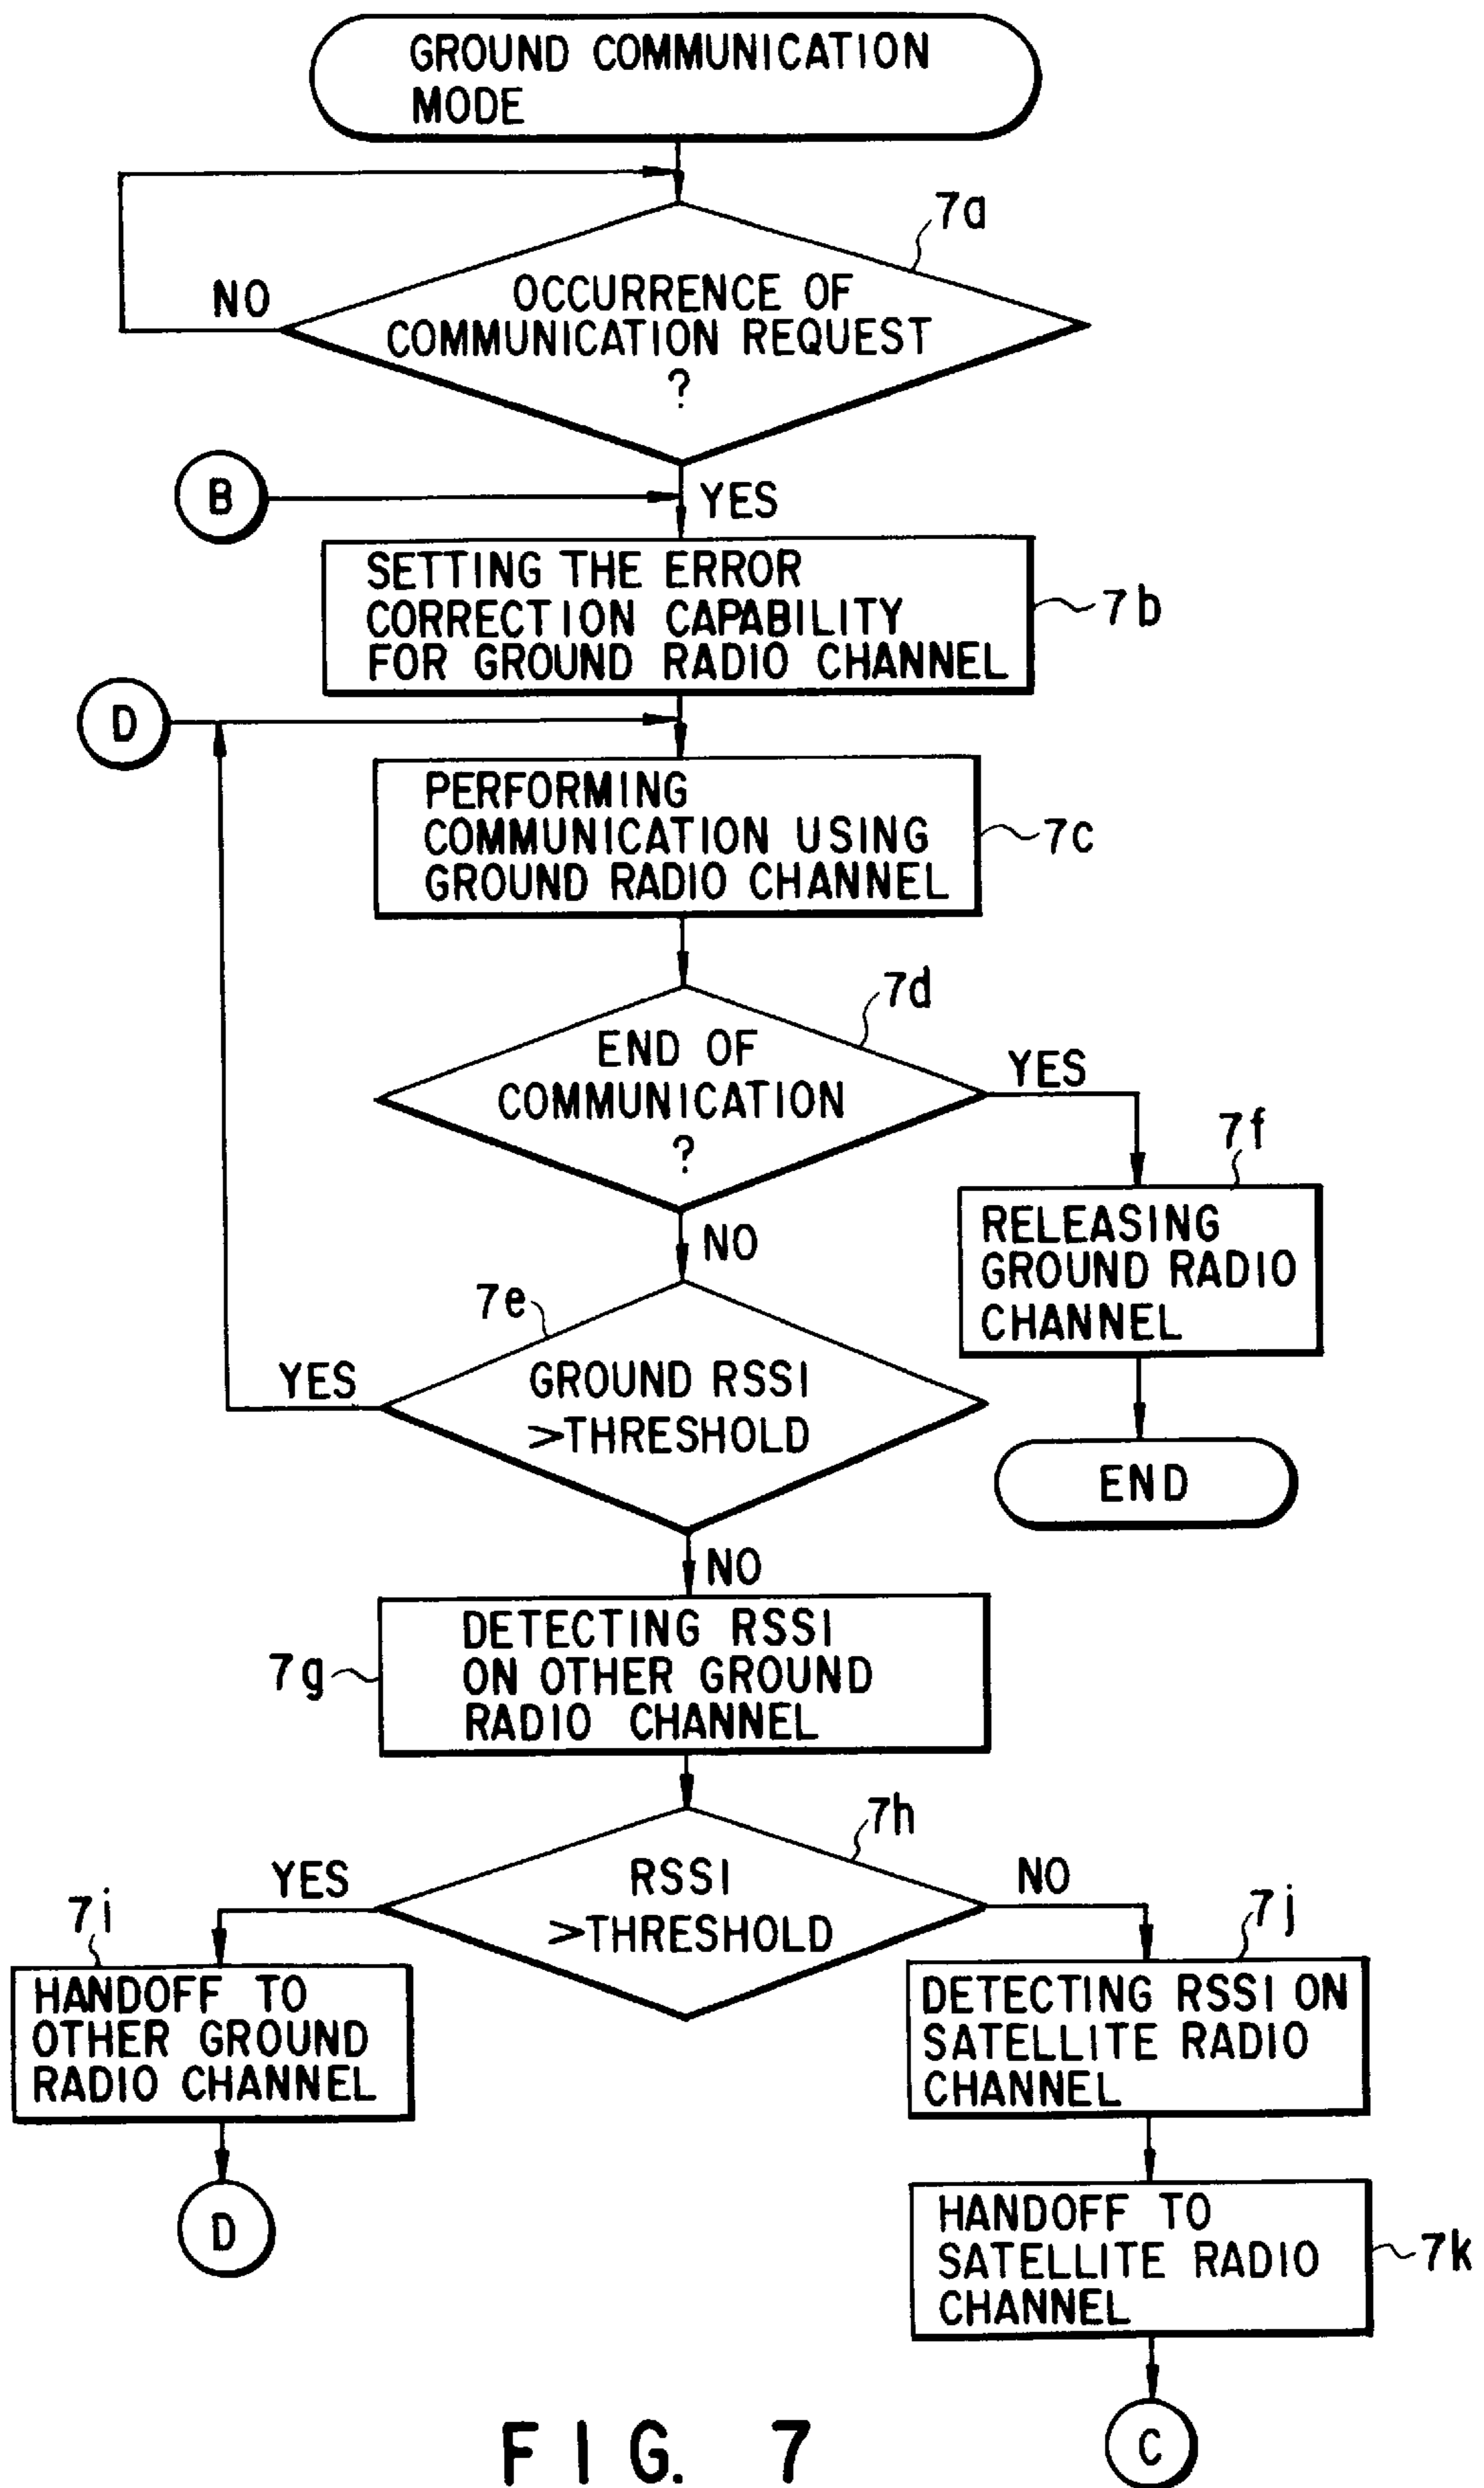 GROUND COMMUNICATION
MODE
7a
NO
OCCURRENCE OF
COMMUNICATION REQUEST
?
B
YES
SETTING THE ERROR
CORRECTION CAPABILITY
FOR GROUND RADIO CHANNEL
7b
D
PERFORMING
COMMUNICATION USING
GROUND RADIO CHANNEL
7c
7d
END OF
COMMUNICATION
?
YES
7f
RELEASING
GROUND RADIO
CHANNEL
NO
7e
YES
GROUND RSSI
>THRESHOLD
END
NO
7g
DETECTING RSSI
ON OTHER GROUND
RADIO CHANNEL
7h
YES
RSSI
>THRESHOLD
NO
7i
HANDOFF TO
OTHER GROUND
RADIO CHANNEL
D
7j
DETECTING RSSI ON
SATELLITE RADIO
CHANNEL
HANDOFF TO
SATELLITE RADIO
CHANNEL
7k
C
FIG. 7